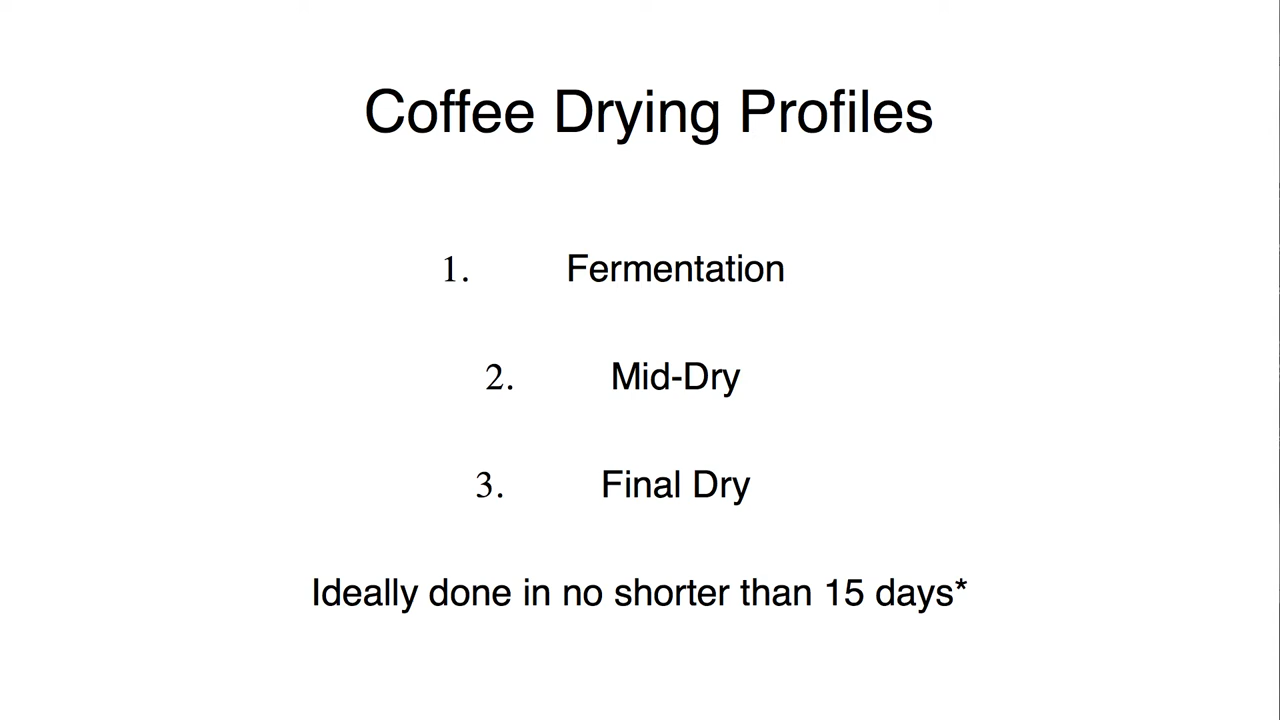 Coffee Drying Profiles
1. Fermentation
2. Mid-Dry
3. Final Dry
Ideally done in no shorter than 15 days*